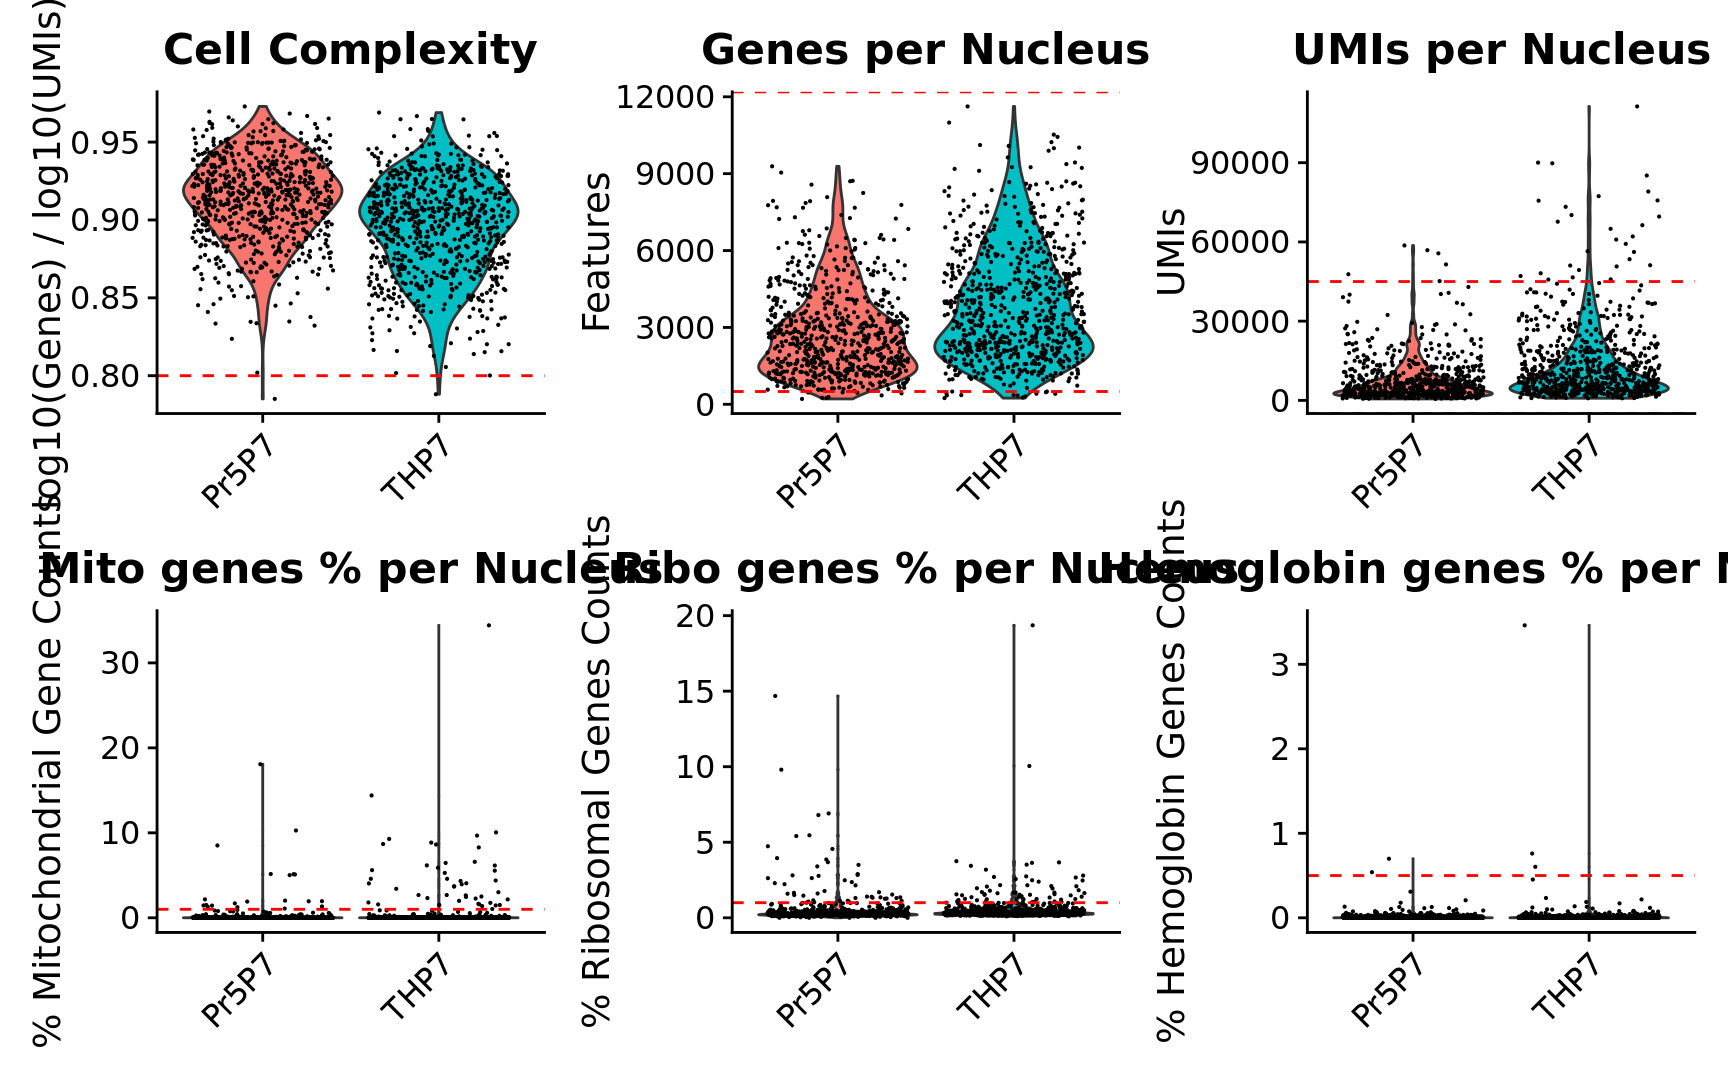 Cell Complexity
log10(Genes) / log10(UMIs)
0.95
0.90
0.85
0.80
Pr5P7
THP7
Genes per Nucleus
Features
12000
9000
6000
3000
0
Pr5P7
THP7
UMIs per Nucleus
UMIs
90000
60000
30000
0
Pr5P7
THP7
Mito genes % per Nucleus
% Mitochondrial Gene Counts
30
20
10
0
Pr5P7
THP7
Ribo genes % per Nucleus
% Ribosomal Genes Counts
20
15
10
5
0
Pr5P7
THP7
Hemoglobin genes % per N
% Hemoglobin Genes Counts
3
2
1
0
Pr5P7
THP7